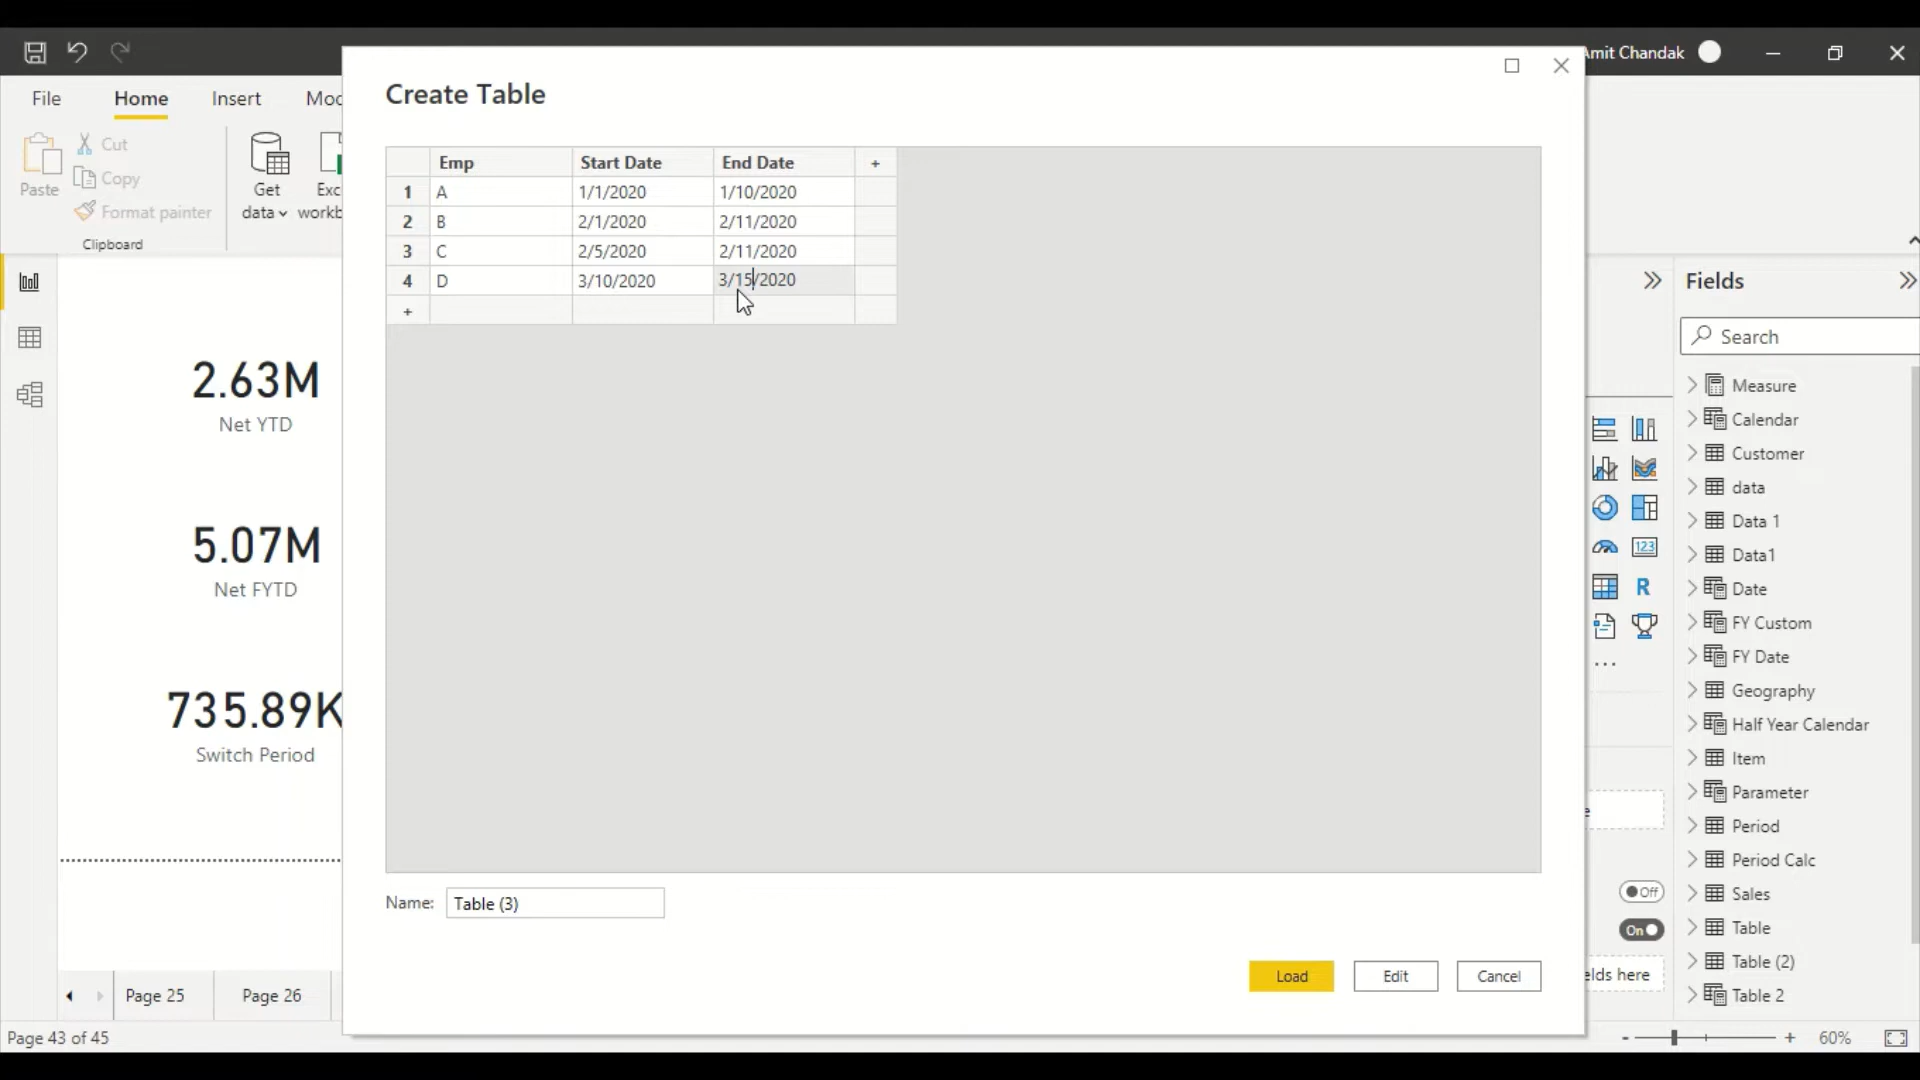 Amit Chandak
File
Home
Insert
Mod
Paste
Cut
Copy
Format painter
Clipboard
Get
data
Exc
workb
Create Table
Emp
Start Date
End Date
+
1
A
1/1/2020
1/10/2020
2
B
2/1/2020
2/11/2020
3
C
2/5/2020
2/11/2020
4
D
3/10/2020
3/15/2020
+
2.63M
Net YTD
5.07M
Net FYTD
735.89K
Switch Period
Name:
Table (3)
Load
Edit
Cancel
123
R
...
e
Off
On
elds here
Fields
Search
Measure
Calendar
Customer
data
Data 1
Data1
Date
FY Custom
FY Date
Geography
Half Year Calendar
Item
Parameter
Period
Period Calc
Sales
Table
Table (2)
Table 2
Page 25
Page 26
Page 43 of 45
-
+
60%